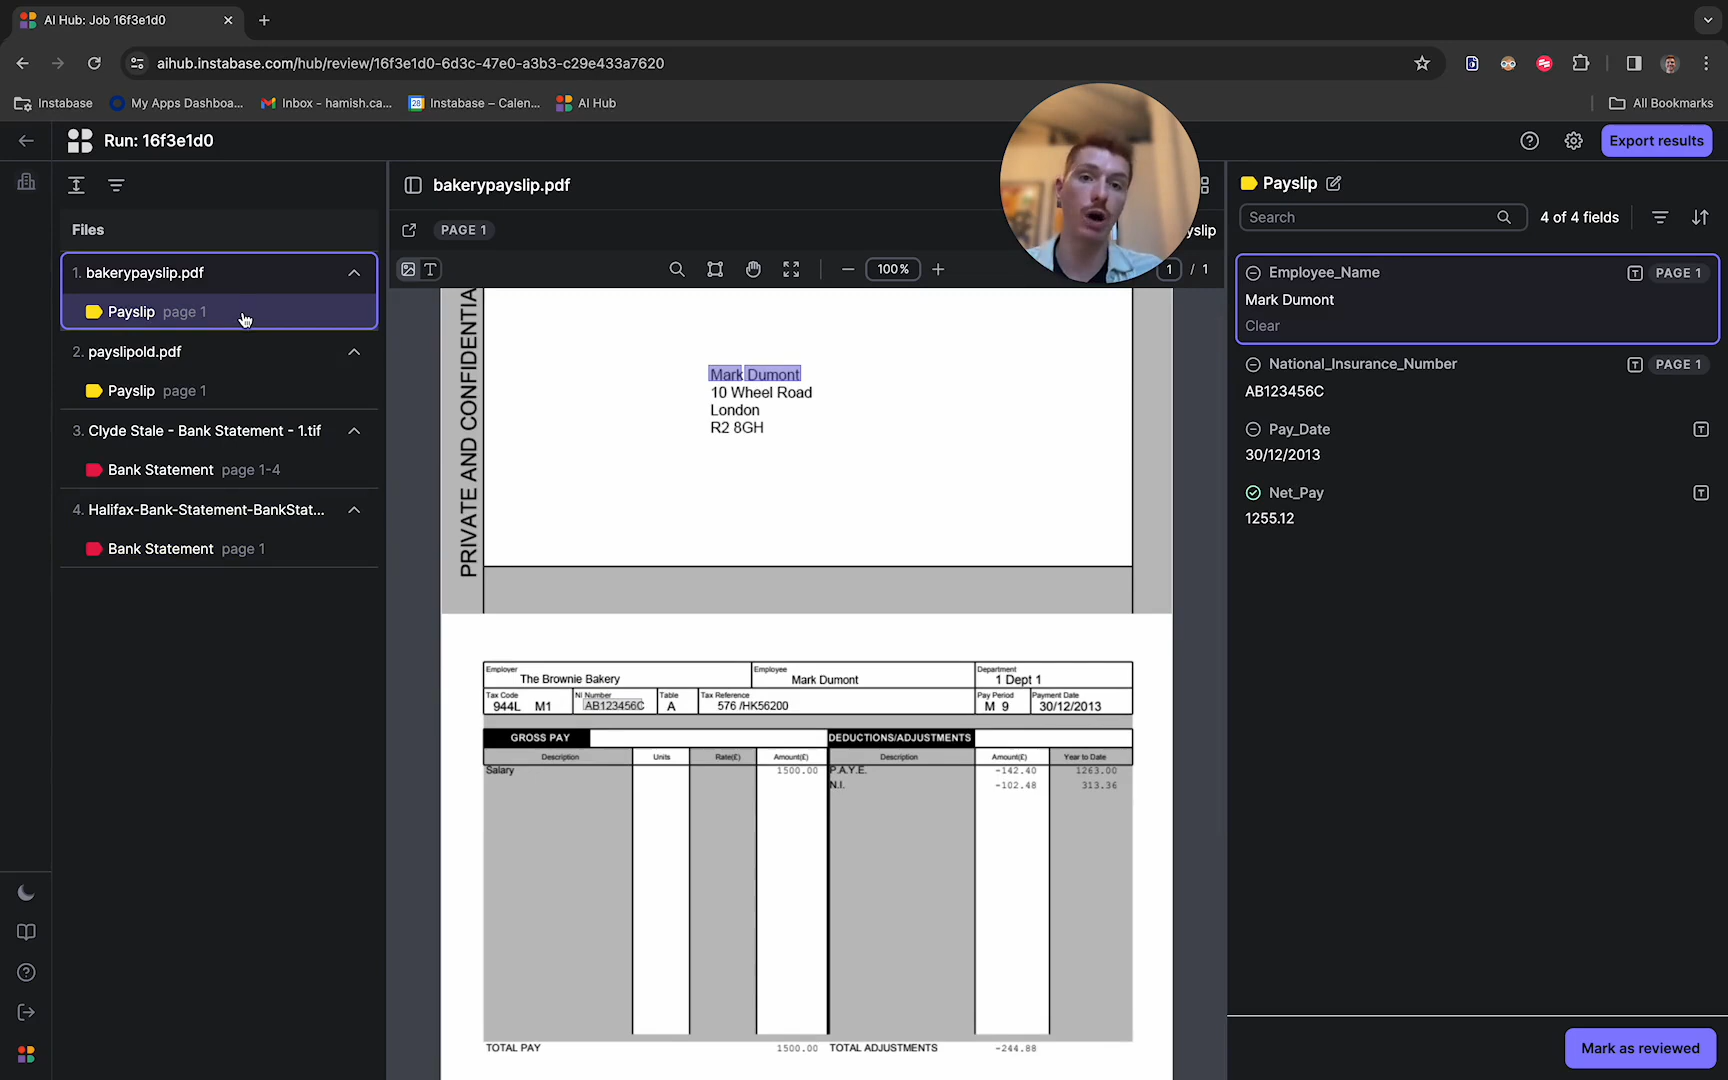 AI Hub: Job 16f3e1d0
aihub.instabase.com/hub/review/16f3e1d0-6d3c-47e0-a3b3-c29e433a7620
Instabase
My Apps Dashboa...
Inbox - hamish.ca...
28
Instabase – Calen...
AI Hub
All Bookmarks
Run: 16f3e1d0
Export results
Files
1. bakerypayslip.pdf
Payslip page 1
2. payslipold.pdf
Payslip page 1
3. Clyde Stale - Bank Statement - 1.tif
Bank Statement page 1-4
4. Halifax-Bank-Statement-BankStat...
Bank Statement page 1
bakerypayslip.pdf
PAGE 1
yslip
T
100%
1 / 1
PRIVATE AND CONFIDENTIA
Mark Dumont
10 Wheel Road
London
R2 8GH
Employer
The Brownie Bakery
Employee
Mark Dumont
Department
1 Dept 1
Tax Code
944L M1
NI Number
AB123456C
Table
A
Tax Reference
576 /HK56200
Pay Period
M 9
Payment Date
30/12/2013
GROSS PAY
DEDUCTIONS/ADJUSTMENTS
Description Units Rate(£) Amount(£) Description Amount(£) Year to Date
Salary 1500.00 P.A.Y.E. -142.40 1263.00
N.I. -102.48 313.36
TOTAL PAY 1500.00 TOTAL ADJUSTMENTS -244.88
Payslip
Search
4 of 4 fields
Employee_Name
T
PAGE 1
Mark Dumont
Clear
National_Insurance_Number
T
PAGE 1
AB123456C
Pay_Date
T
30/12/2013
Net_Pay
T
1255.12
Mark as reviewed